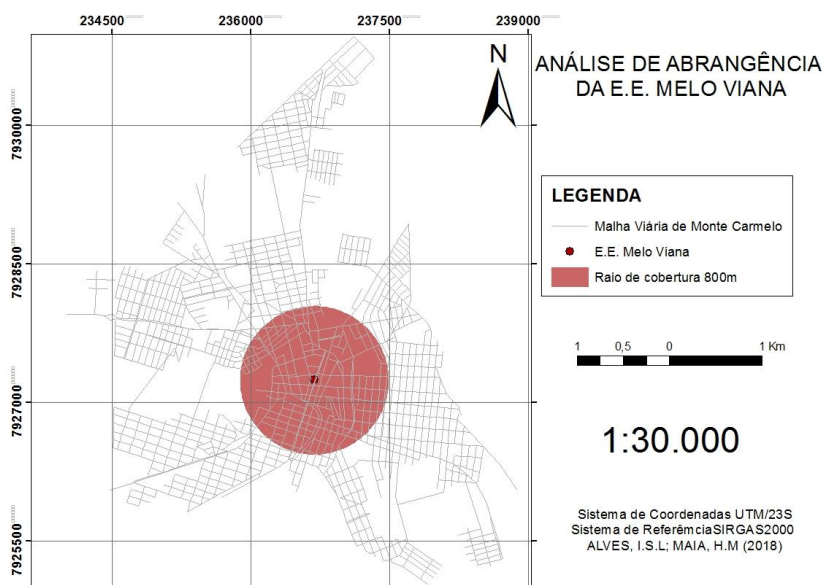 234500 236000 237500 239000
7930000
7928500
7927000
7925500
N
ANÁLISE DE ABRANGÊNCIA
DA E.E. MELO VIANA
LEGENDA
Malha Viária de Monte Carmelo
E.E. Melo Viana
Raio de cobertura 800m
1 0,5 0 1 Km
1:30.000
Sistema de Coordenadas UTM/23S
Sistema de ReferêmciaSIRGAS2000
ALVES, I.S.L; MAIA, H.M (2018)